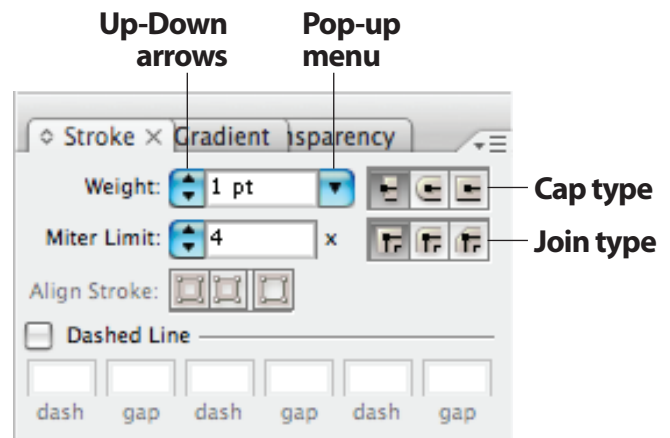 Up-Down Pop-up
arrows menu
Stroke × Gradient nsparency
Weight: 1 pt Cap type
Miter Limit: 4 x Join type
Align Stroke:
Dashed Line
dash gap dash gap dash gap